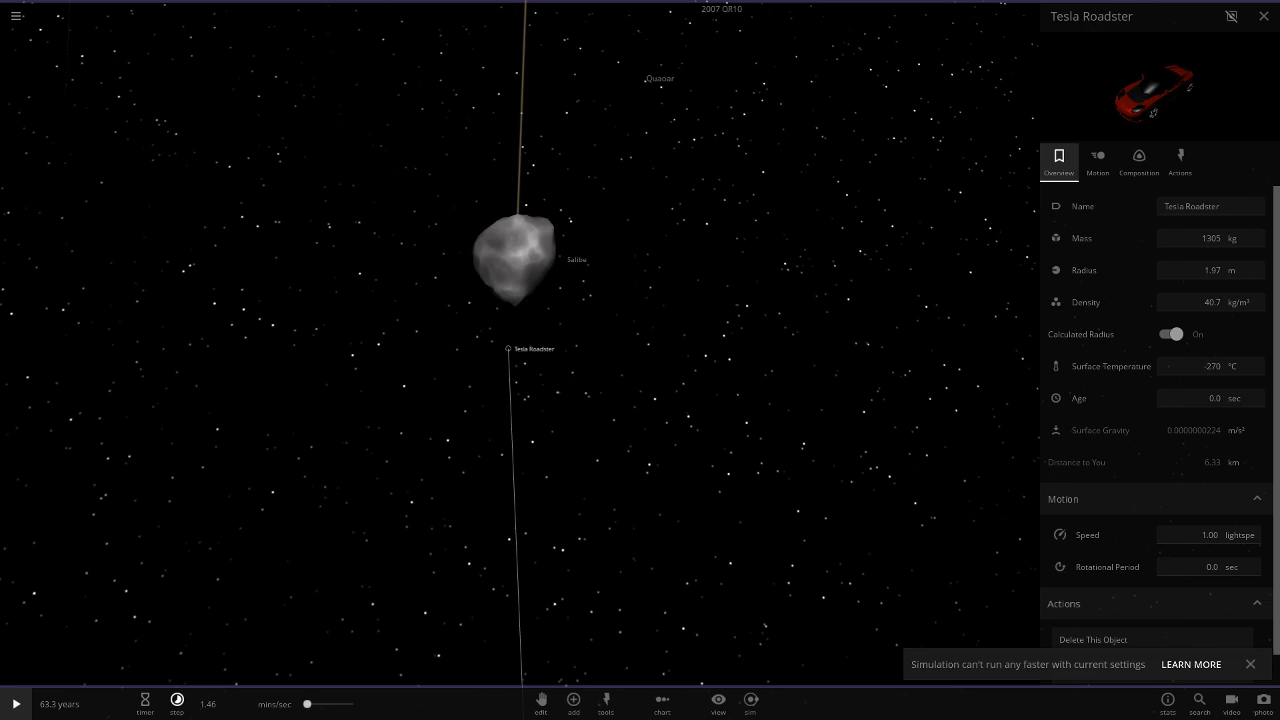 2007 OR10
Quaoar
Saliba
Tesla Roadster
Tesla Roadster
Overview
Motion
Composition
Actions
Name Tesla Roadster
Mass 1305 kg
Radius 1.97 m
Density 40.7 kg/m³
Calculated Radius On
Surface Temperature -270 °C
Age 0.0 sec
Surface Gravity 0.0000000224 m/s²
Distance to You 6.33 km
Motion
Speed 1.00 lightspe
Rotational Period 0.0 sec
Actions
Delete This Object
Simulation can't run any faster with current settings LEARN MORE
63.3 years
timer
step
1.46 mins/sec
edit
add
tools
chart
view
sim
stats
search
video
photo